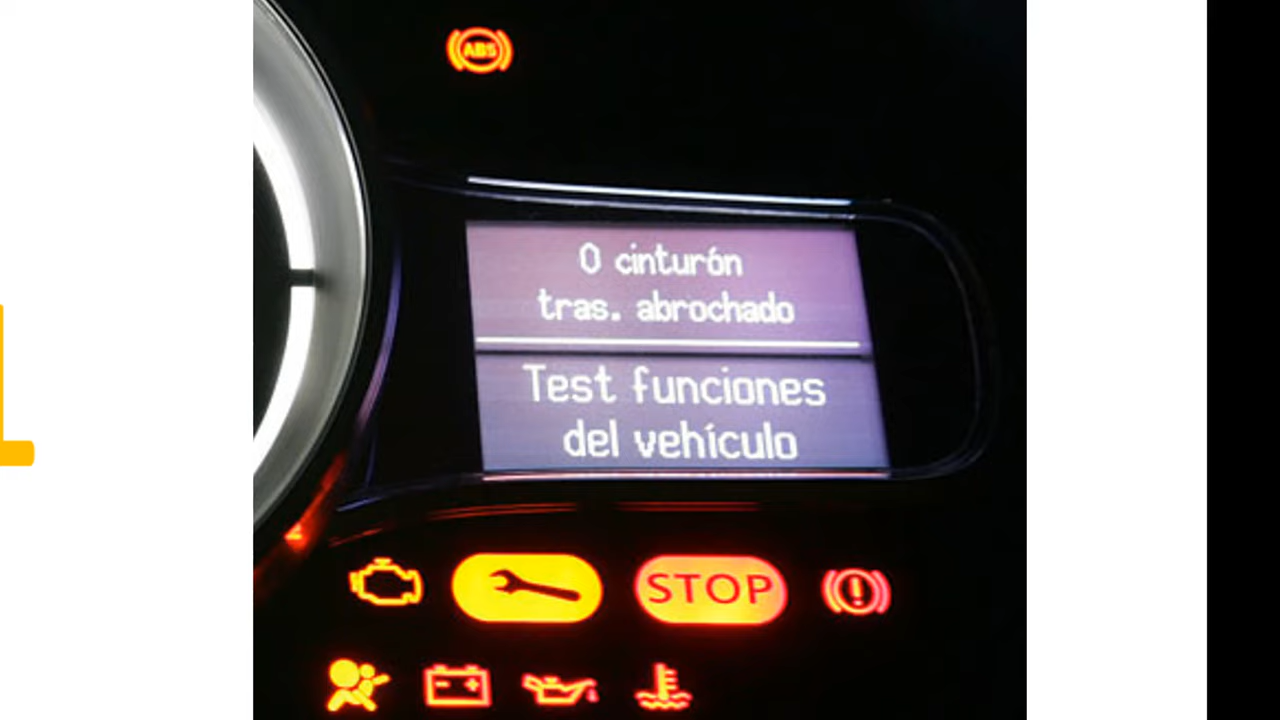 ABS
0 cinturón
tras. abrochado
Test funciones
del vehículo
STOP